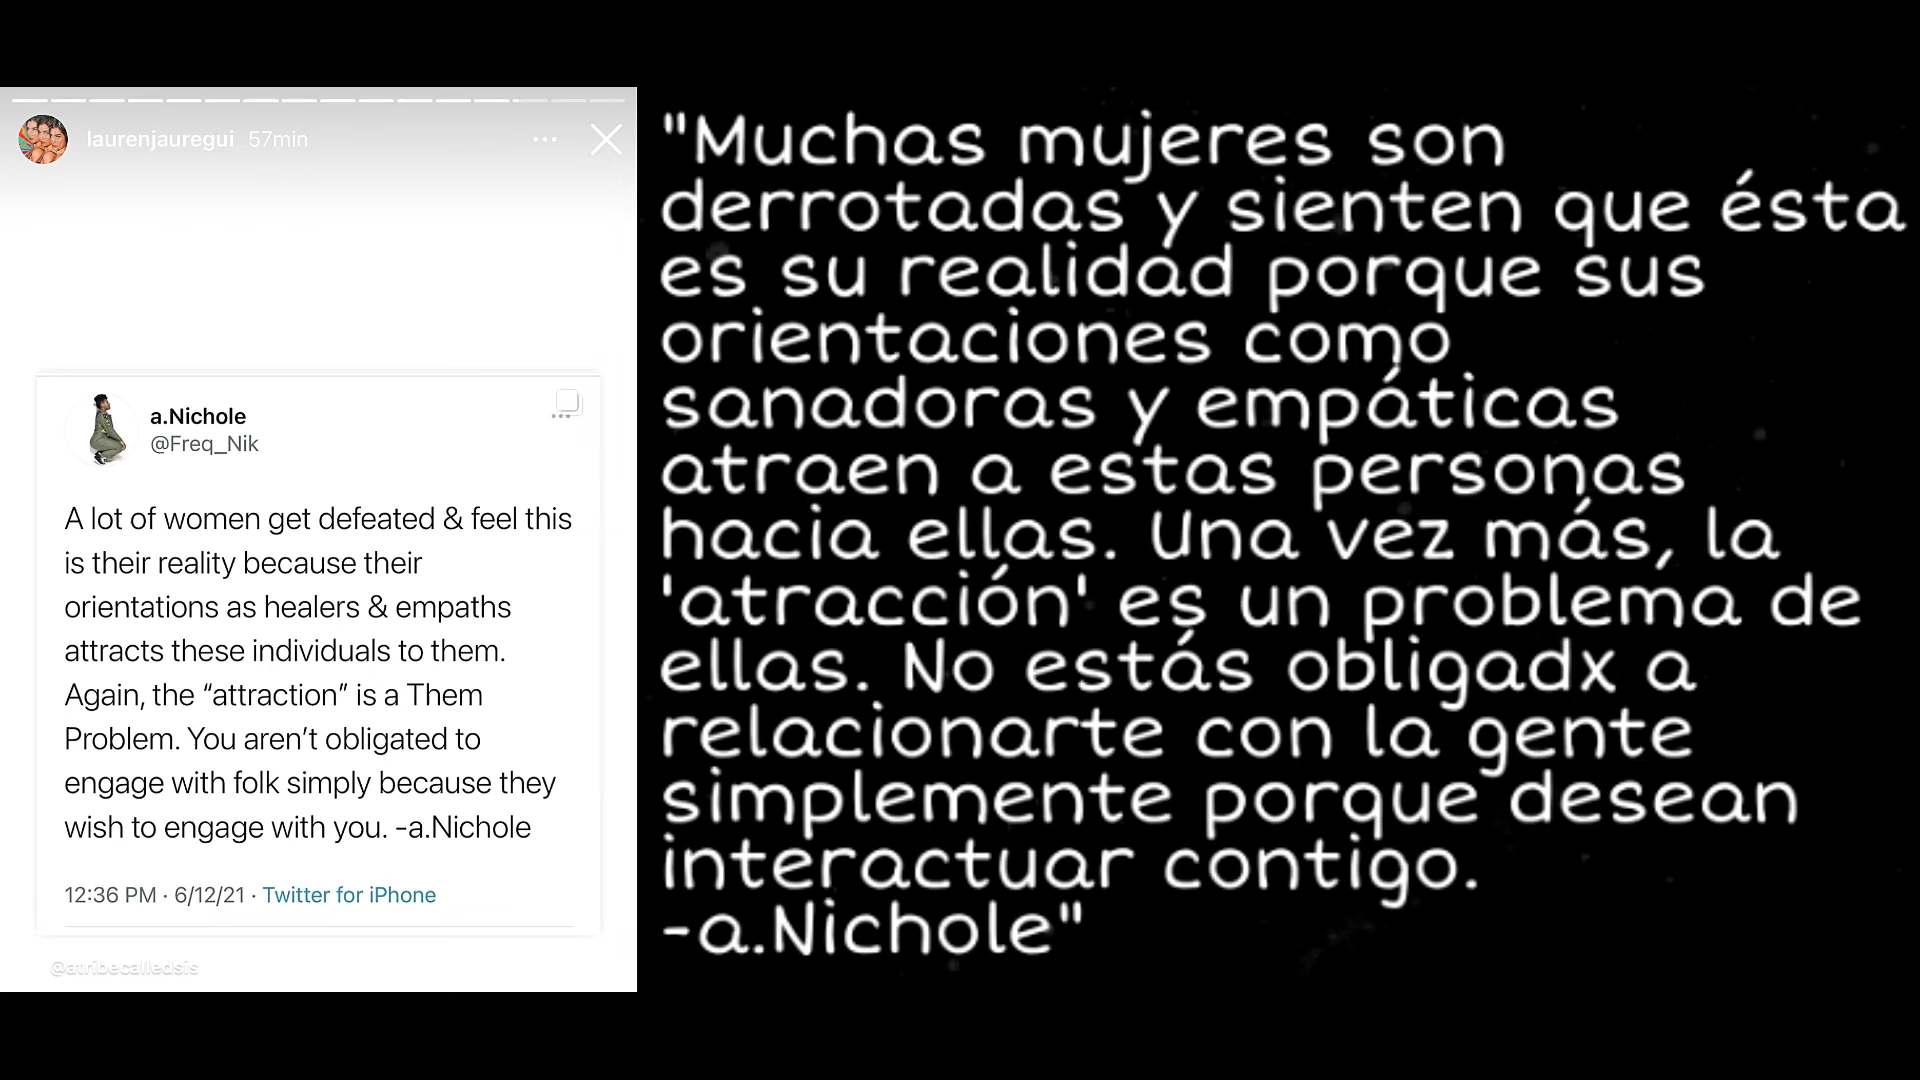 laurenjauregui 57min
a.Nichole
@Freq_Nik
A lot of women get defeated & feel this
is their reality because their
orientations as healers & empaths
attracts these individuals to them.
Again, the “attraction” is a Them
Problem. You aren’t obligated to
engage with folk simply because they
wish to engage with you. -a.Nichole
12:36 PM · 6/12/21 · Twitter for iPhone
@atribecalledsis
"Muchas mujeres son
derrotadas y sienten que ésta
es su realidad porque sus
orientaciones como
sanadoras y empáticas
atraen a estas personas
hacia ellas. Una vez más, la
'atracción' es un problema de
ellas. No estás obligadx a
relacionarte con la gente
simplemente porque desean
interactuar contigo.
-a.Nichole"